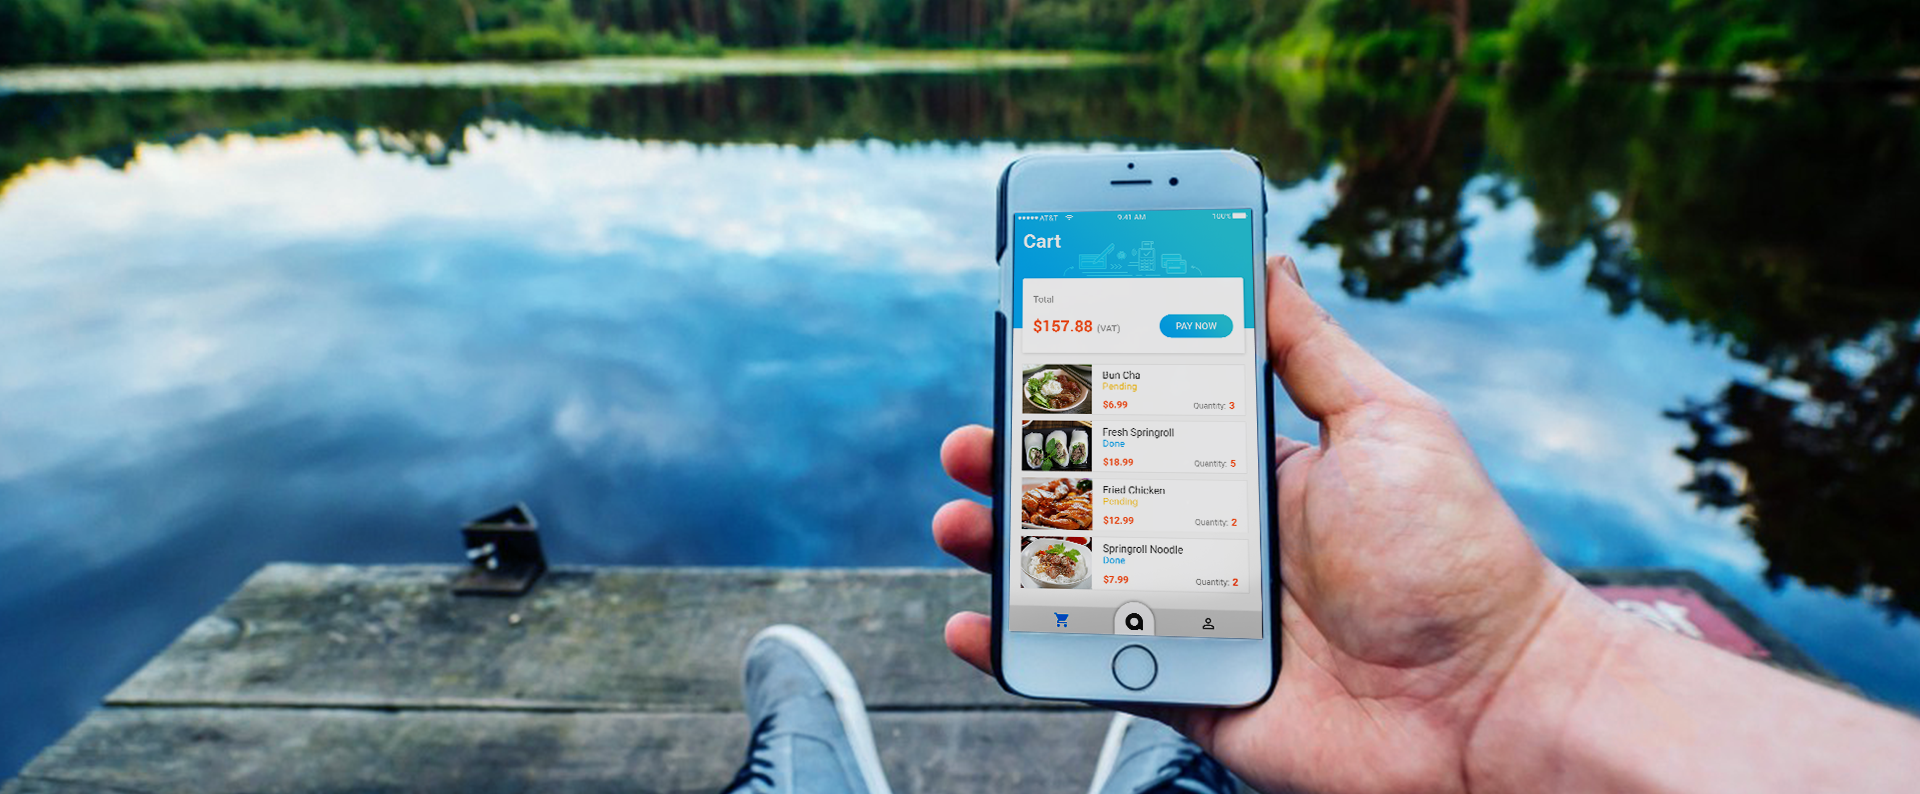 AT&T 9:41 AM 100%
Cart
Total
$157.88 (VAT) PAY NOW
Bun Cha
Pending
$6.99 Quantity: 3
Fresh Springroll
Done
$18.99 Quantity: 5
Fried Chicken
Pending
$12.99 Quantity: 2
Springroll Noodle
Done
$7.99 Quantity: 2
a